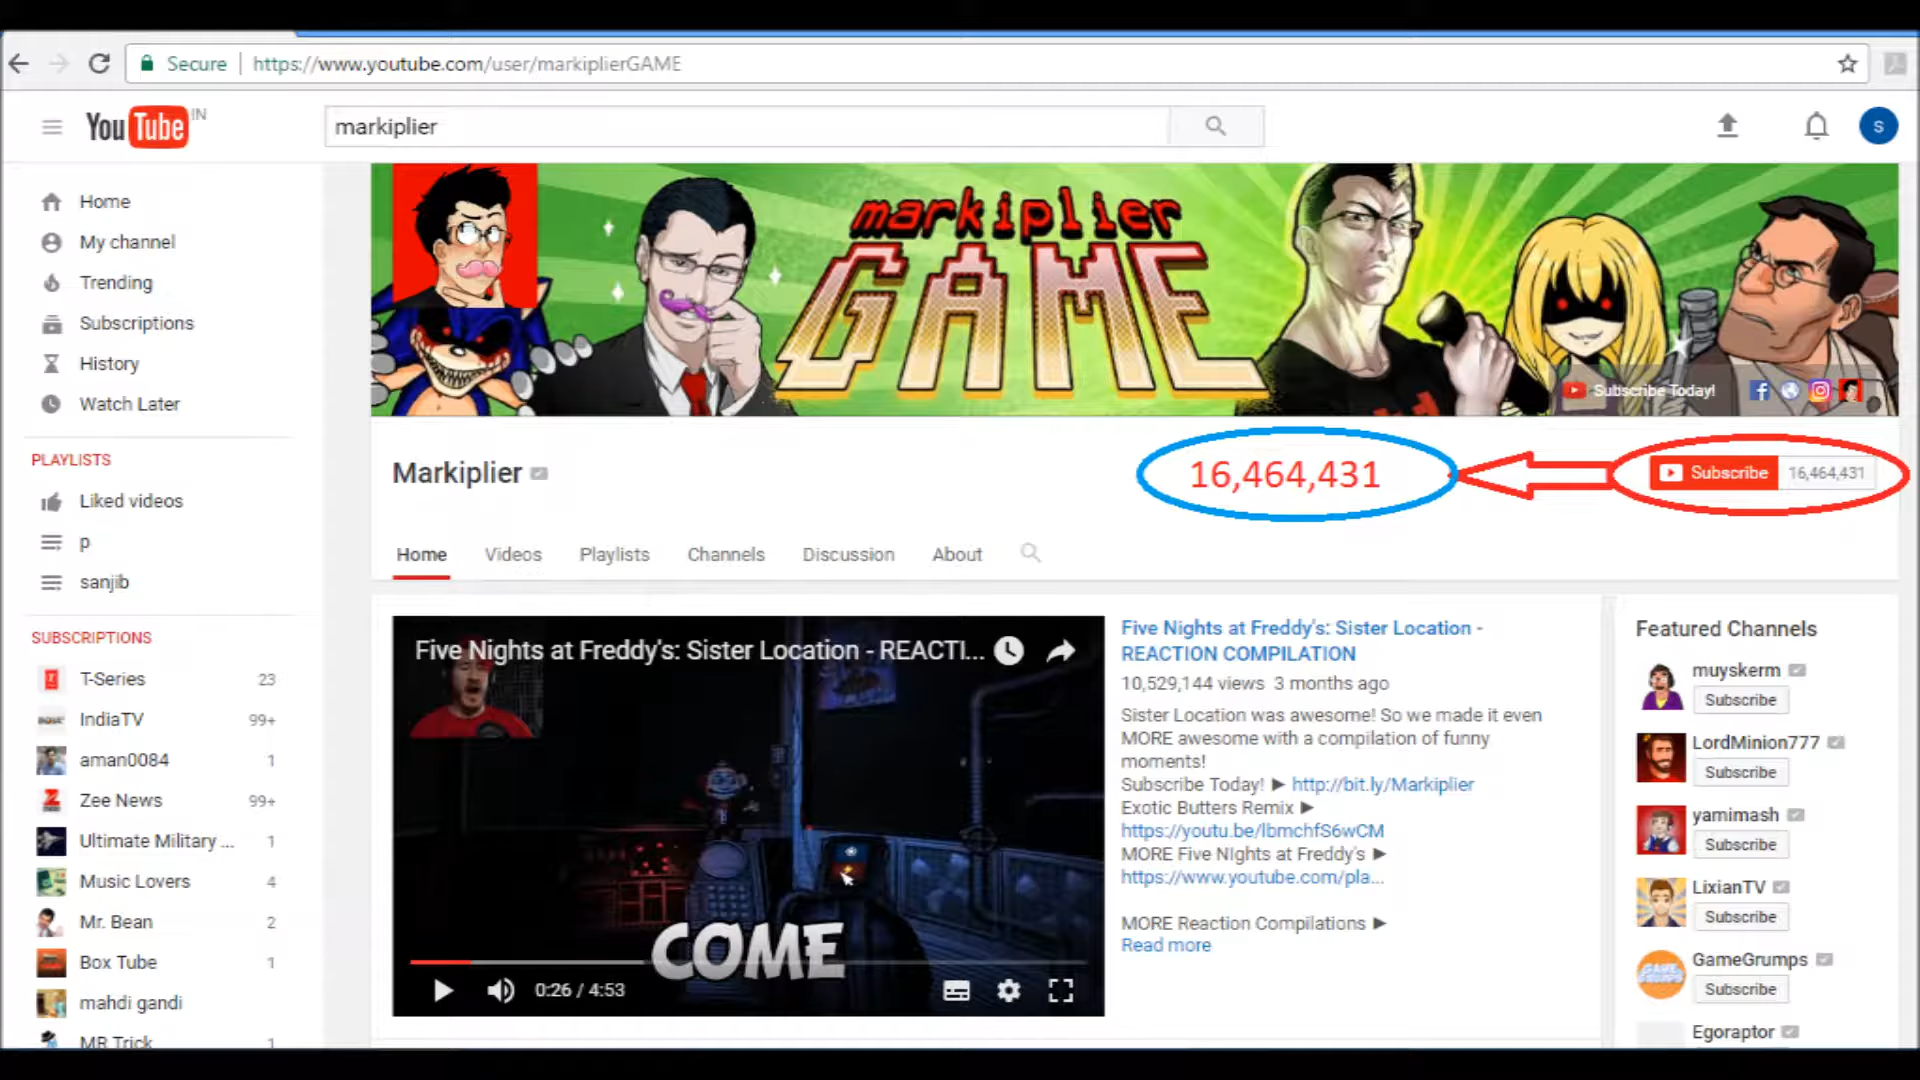 Secure https://www.youtube.com/user/markiplierGAME
YouTube IN
markiplier
S
Home
My channel
Trending
Subscriptions
History
Watch Later
PLAYLISTS
Liked videos
p
sanjib
SUBSCRIPTIONS
T-Series 23
IndiaTV 99+
aman0084 1
Zee News 99+
Ultimate Military ... 1
Music Lovers 4
Mr. Bean 2
Box Tube 1
mahdi gandi
MR Trick 1
markiplier
GAME
Subscribe Today!
Markiplier
16,464,431
Subscribe 16,464,431
Home Videos Playlists Channels Discussion About
Five Nights at Freddy's: Sister Location - REACTI...
COME
0:26 / 4:53
Five Nights at Freddy's: Sister Location -
REACTION COMPILATION
10,529,144 views 3 months ago
Sister Location was awesome! So we made it even
MORE awesome with a compilation of funny
moments!
Subscribe Today! ► http://bit.ly/Markiplier
Exotic Butters Remix ►
https://youtu.be/lbmchfS6wCM
MORE Five Nights at Freddy's ►
https://www.youtube.com/pla...
MORE Reaction Compilations ►
Read more
Featured Channels
muyskerm
Subscribe
LordMinion777
Subscribe
yamimash
Subscribe
LixianTV
Subscribe
GAME
GameGrumps
Subscribe
Egoraptor